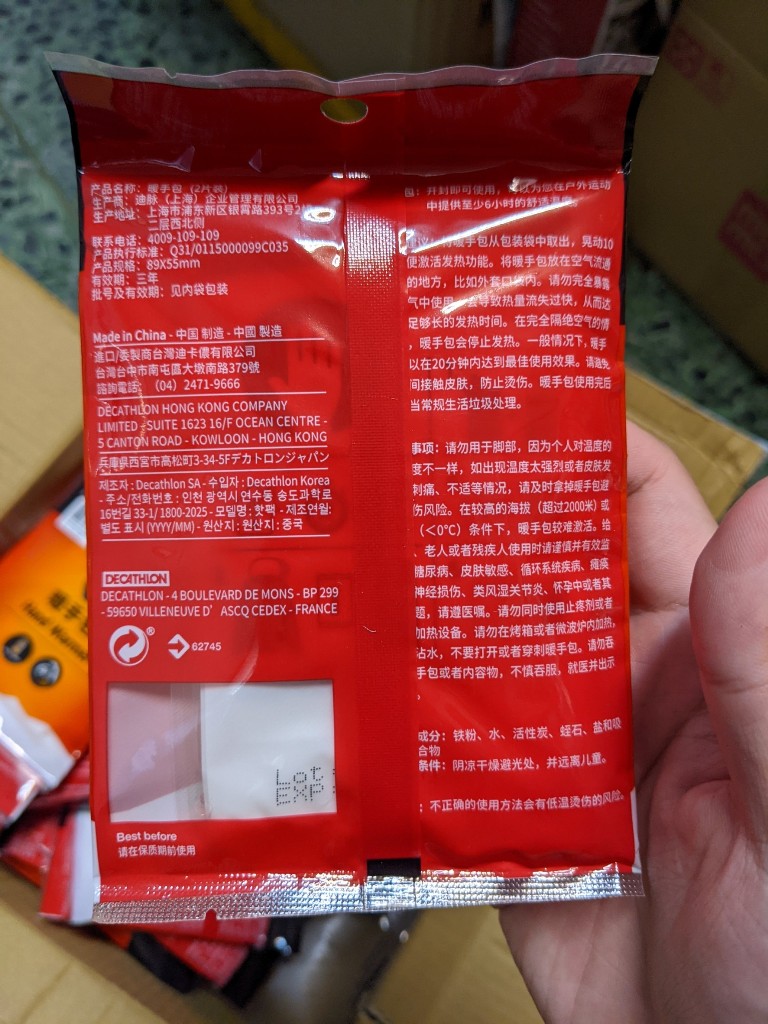 产品名称：暖手包（2片装）
生产商：迪脉（上海）企业管理有限公司
生产地址：上海市浦东新区银霄路393号2
二层西北侧
联系电话：4009-109-109
产品执行标准：Q31/0115000099C035
产品规格：89X55mm
有效期：三年
批号及有效期：见内袋包装
Made in China - 中国 制造 - 中國 製造
進口/委製商台灣迪卡儂有限公司
台灣台中市南屯區大墩南路379號
諮詢電話：（04）2471-9666
DECATHLON HONG KONG COMPANY
LIMITED - SUITE 1623 16/F OCEAN CENTRE -
5 CANTON ROAD - KOWLOON - HONG KONG
兵庫県西宮市高松町3-34-5Fデカトロンジャパン
제조자 : Decathlon SA - 수입자 : Decathlon Korea
- 주소/전화번호 : 인천 광역시 연수동 송도과학로
16번길 33-1/ 1800-2025 - 모델명 : 핫팩 - 제조연월:
별도 표시 (YYYY/MM) - 원산지 : 원산지 : 중국
DECATHLON
DECATHLON - 4 BOULEVARD DE MONS - BP 299
- 59650 VILLENEUVE D' ASCQ CEDEX - FRANCE
62745
Lot
EXP
Best before
请在保质期前使用
包：开封即可使用，可以为您在户外运动
中提供至少6小时的舒适温
建议：将暖手包从包装袋中取出，晃动10
便激活发热功能。将暖手包放在空气流通
的地方，比如外套口袋内。请勿完全暴露
气中使用，会导致热量流失过快，从而达
足够长的发热时间。在完全隔绝空气的情
，暖手包会停止发热。一般情况下，暖手
以在20分钟内达到最佳使用效果。请避免
间接触皮肤，防止烫伤。暖手包使用完后
当常规生活垃圾处理。
事项：请勿用于脚部，因为个人对温度的
度不一样，如出现温度太强烈或者皮肤发
刺痛、不适等情况，请及时拿掉暖手包避
伤风险。在较高的海拔（超过2000米）或
（＜0°C）条件下，暖手包较难激活。给
、老人或者残疾人使用时请谨慎并有效监
糖尿病、皮肤敏感、循环系统疾病、瘫痪
神经损伤、类风湿关节炎、怀孕中或者其
题，请遵医嘱。请勿同时使用止疼剂或者
加热设备。请勿在烤箱或者微波炉内加热，
沾水，不要打开或者穿刺暖手包。请勿吞
手包或者内容物，不慎吞服，就医并出示
。
成分：铁粉、水、活性炭、蛭石、盐和吸
合物
条件：阴凉干燥避光处，并远离儿童。
：不正确的使用方法会有低温烫伤的风险。